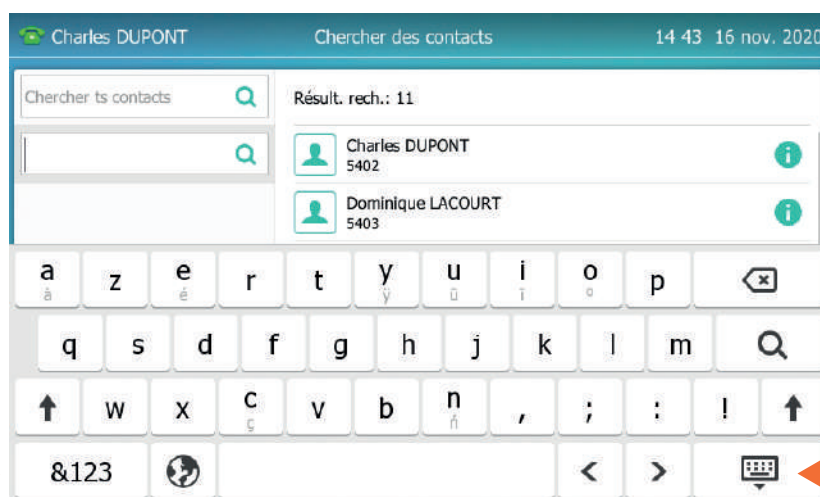 Charles DUPONT Chercher des contacts 14 43 16 nov. 2020
Chercher ts contacts
Résult. rech.: 11
Charles DUPONT
5402
Dominique LACOURT
5403
a z e r t y u i o p
à é ÿ û ï º
q s d f g h j k l m
w x c v b n , ; : !
ç ñ
&123 < >